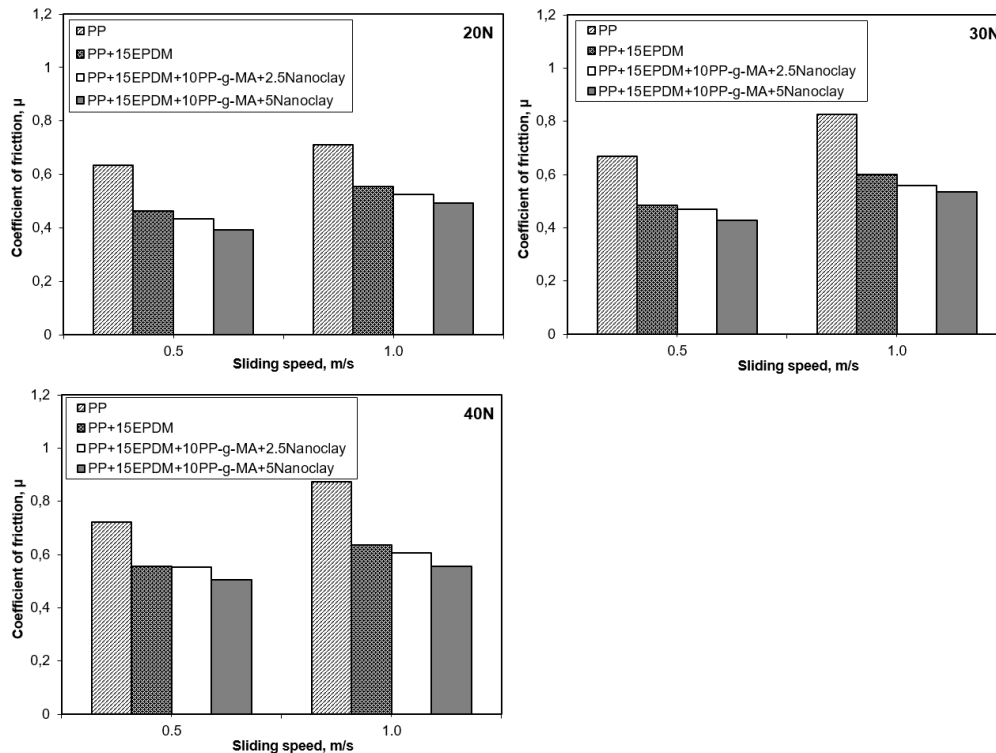 1,2
1
0,8
0,6
0,4
0,2
0
Coefficient of fricttion, µ
PP
PP+15EPDM
PP+15EPDM+10PP-g-MA+2.5Nanoclay
PP+15EPDM+10PP-g-MA+5Nanoclay
20N
0.5
1.0
Sliding speed, m/s
1,2
1
0,8
0,6
0,4
0,2
0
Coefficient of fricttion, µ
PP
PP+15EPDM
PP+15EPDM+10PP-g-MA+2.5Nanoclay
PP+15EPDM+10PP-g-MA+5Nanoclay
30N
0.5
1.0
Sliding speed, m/s
1,2
1
0,8
0,6
0,4
0,2
0
Coefficient of fricttion, µ
PP
PP+15EPDM
PP+15EPDM+10PP-g-MA+2.5Nanoclay
PP+15EPDM+10PP-g-MA+5Nanoclay
40N
0.5
1.0
Sliding speed, m/s